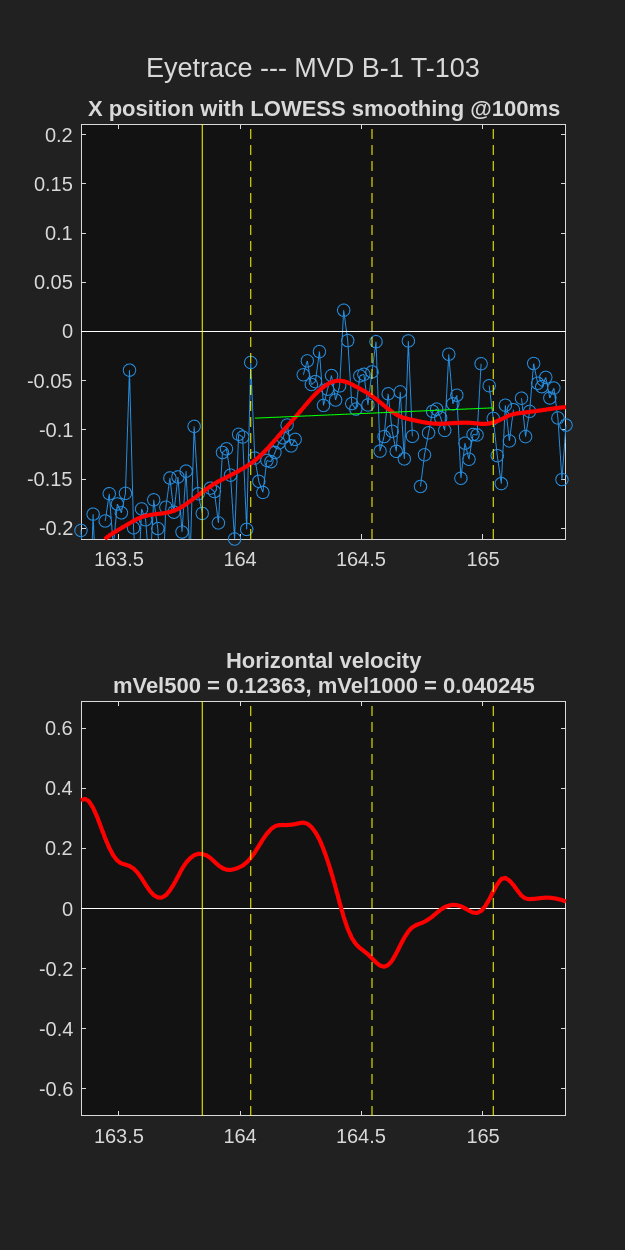 Eyetrace --- MVD B-1 T-103
X position with LOWESS smoothing @100ms
0.2
0.15
0.1
0.05
0
-0.05
-0.1
-0.15
-0.2
163.5 164 164.5 165
Horizontal velocity
mVel500 = 0.12363, mVel1000 = 0.040245
0.6
0.4
0.2
0
-0.2
-0.4
-0.6
163.5 164 164.5 165